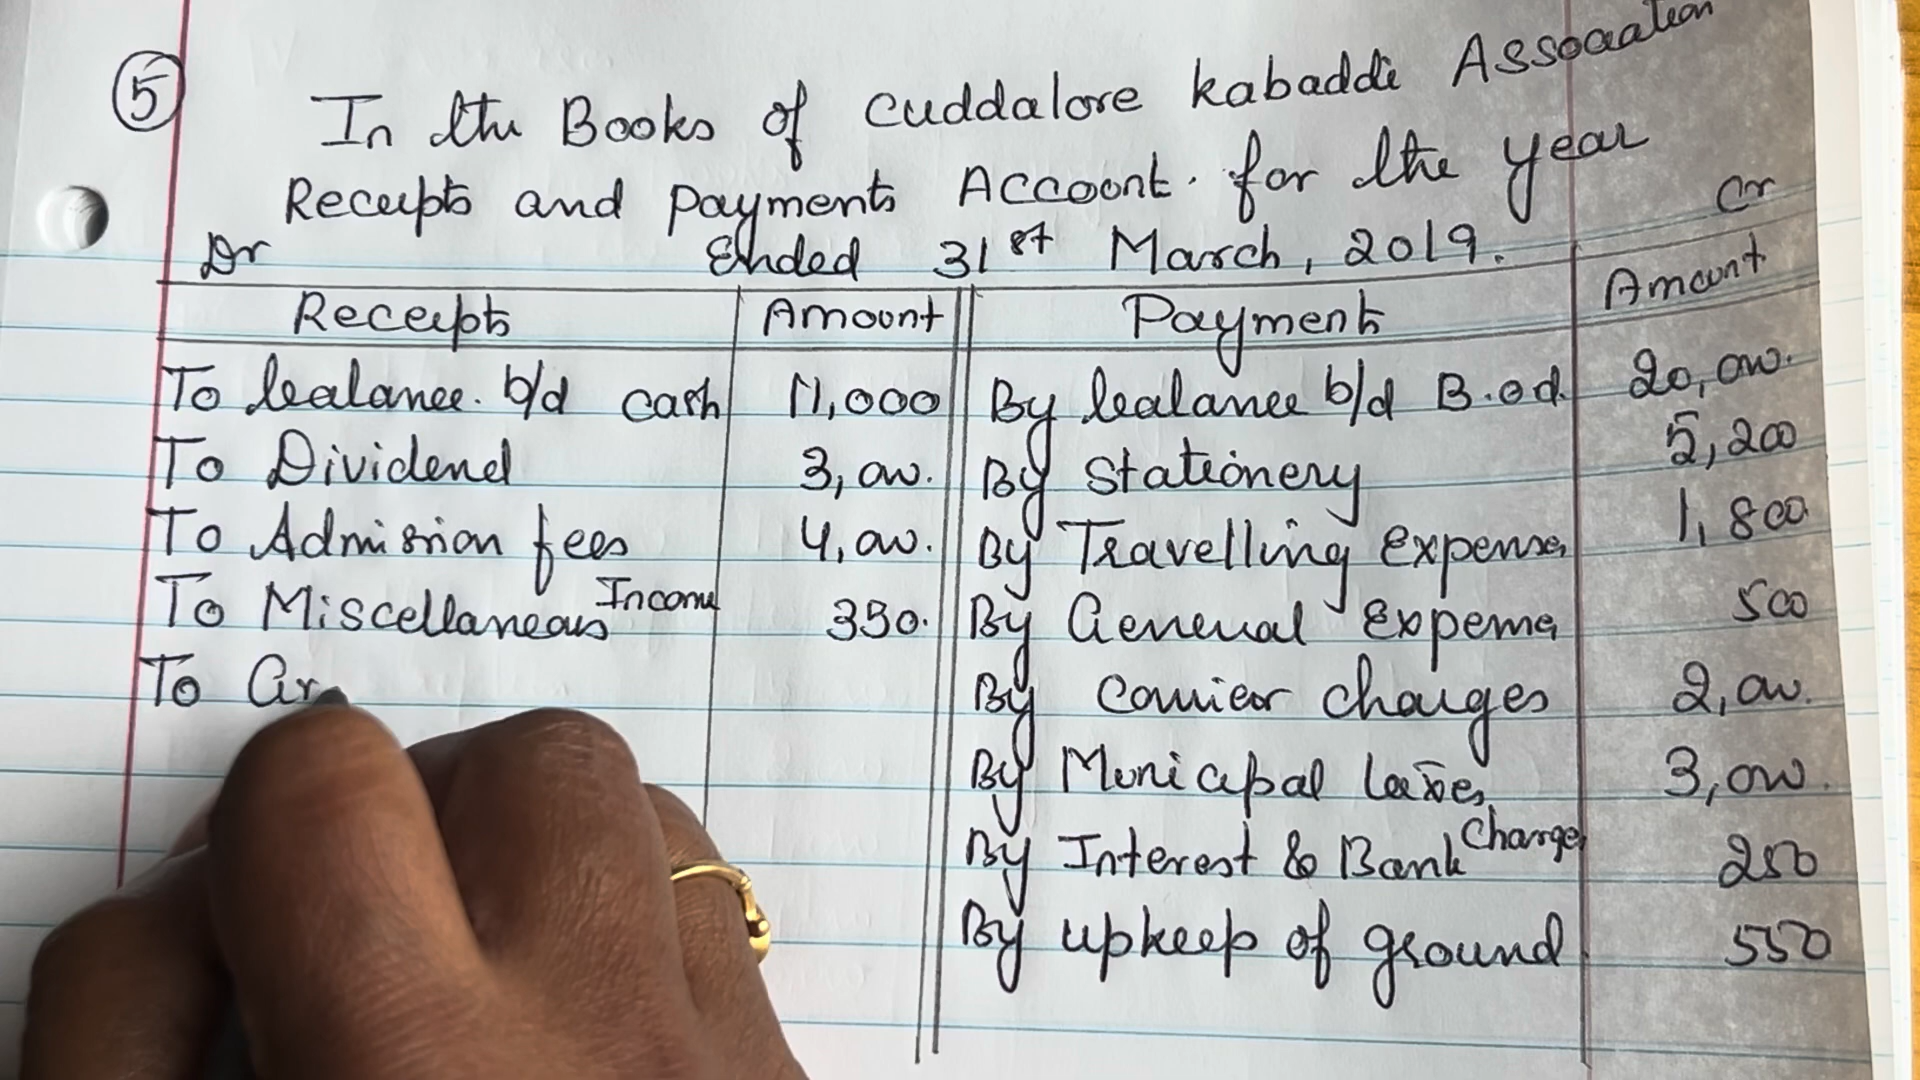 5
In the Books of Cuddalore Kabaddi Association
Receipts and Payments Account for the year
Dr Ended 31st March, 2019. Cr
Receipts Amount Payments Amount
To balance b/d cash 11,000 By balance b/d B.od. 20,000.
To Dividend 3,000. By Stationery 5,200
To Admission fees 4,000. By Travelling Expenses 1,800
To Miscellaneous Income 350. By General Expenses 500
To Gr By Courier charges 2,000.
By Municipal taxes 3,000.
By Interest & Bank Charges 250
By upkeep of ground 550